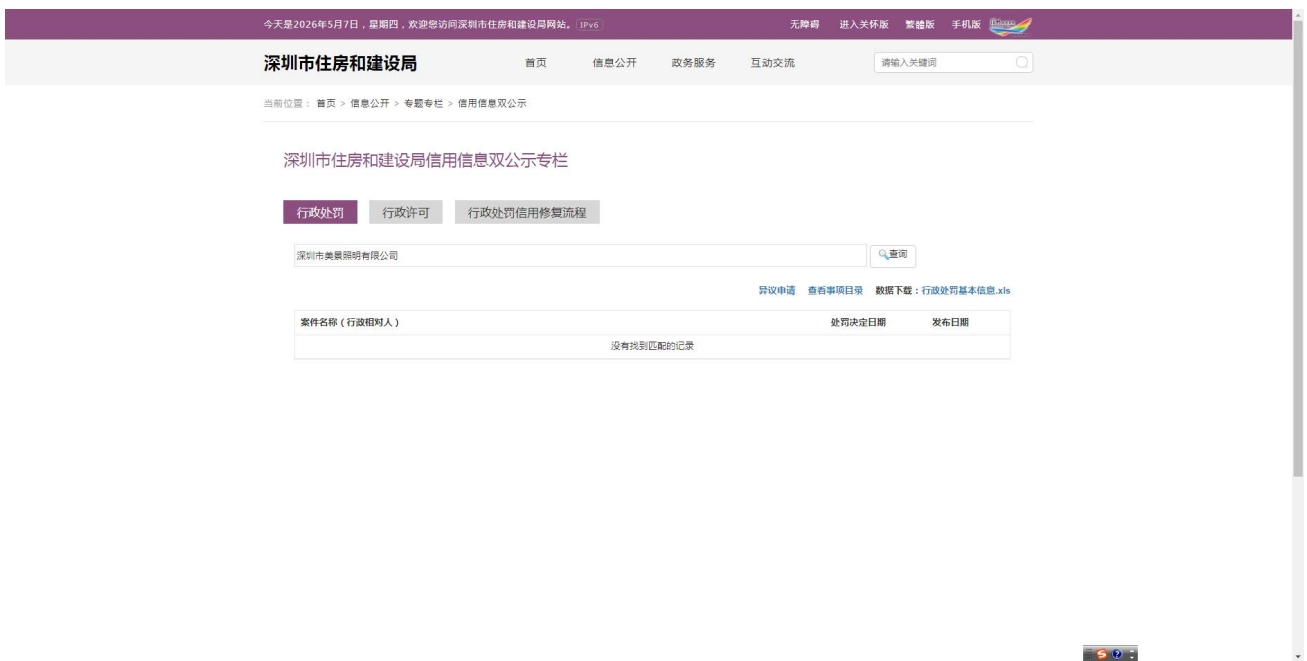 今天是2026年5月7日，星期四，欢迎您访问深圳市住房和建设局网站。 IPv6 无障碍 进入关怀版 繁體版 手机版
深圳市住房和建设局 首页 信息公开 政务服务 互动交流 请输入关键词
当前位置： 首页 > 信息公开 > 专题专栏 > 信用信息双公示
深圳市住房和建设局信用信息双公示专栏
行政处罚 行政许可 行政处罚信用修复流程
深圳市美景照明有限公司 查询
异议申请 查看事项目录 数据下载：行政处罚基本信息.xls
案件名称（行政相对人） 处罚决定日期 发布日期
没有找到匹配的记录